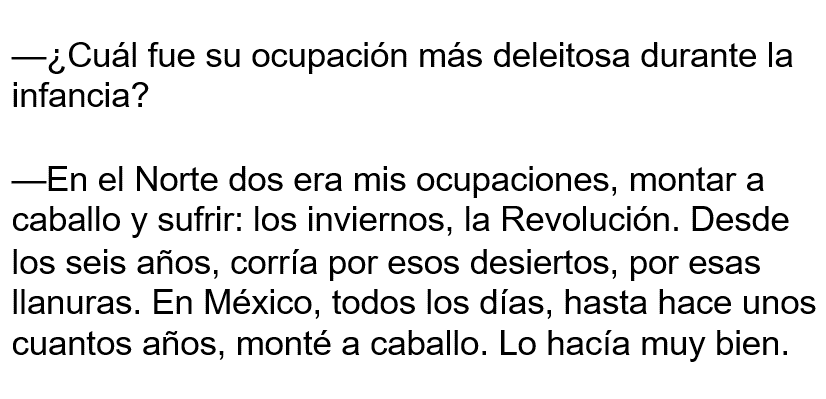 —¿Cuál fue su ocupación más deleitosa durante la
infancia?
—En el Norte dos era mis ocupaciones, montar a
caballo y sufrir: los inviernos, la Revolución. Desde
los seis años, corría por esos desiertos, por esas
llanuras. En México, todos los días, hasta hace unos
cuantos años, monté a caballo. Lo hacía muy bien.